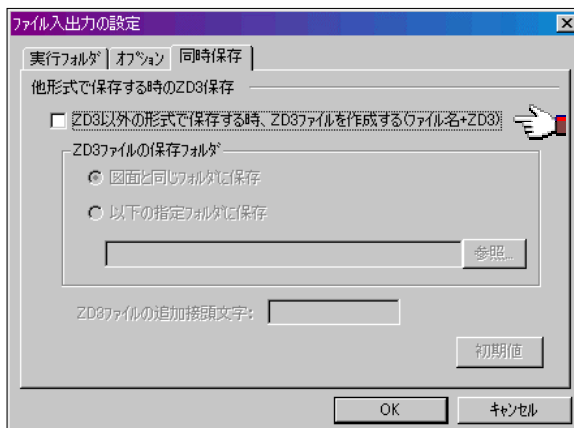 ファイル入出力の設定
実行フォルダ オプション 同時保存
他形式で保存する時のZD3保存
ZD3以外の形式で保存する時、ZD3ファイルを作成する(ファイル名+ZD3)
ZD3ファイルの保存フォルダ
図面と同じフォルダに保存
以下の指定フォルダに保存
参照...
ZD3ファイルの追加接頭文字:
初期値
OK キャンセル